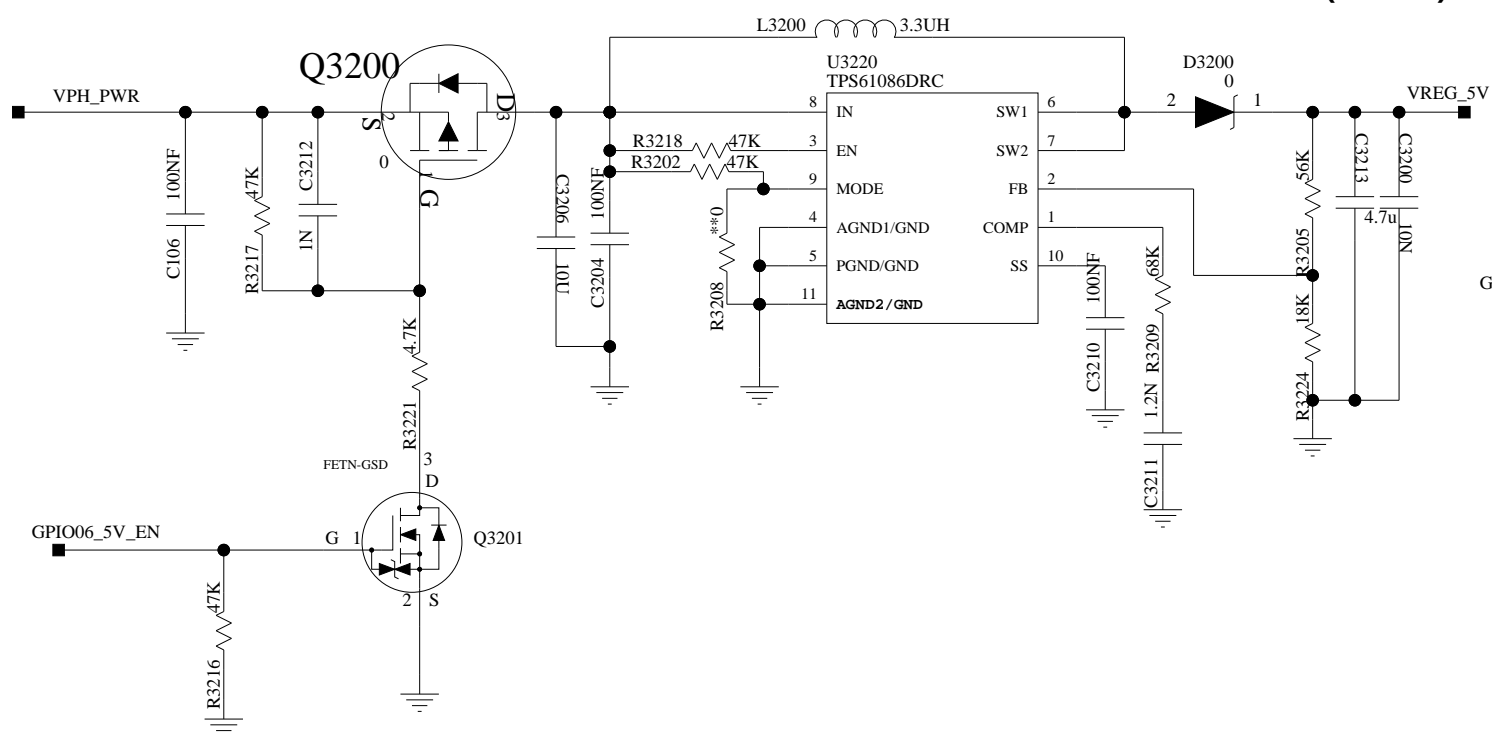 L3200 3.3UH
U3220
TPS61086DRC
Q3200
D3200
0
VPH_PWR
VREG_5V
S 2
D 3
0
1
G
8 IN
3 EN
9 MODE
4 AGND1/GND
5 PGND/GND
11 AGND2/GND
SW1 6
SW2 7
FB 2
COMP 1
SS 10
2
1
R3218 47K
R3202 47K
100NF
C106
47K
R3217
C3212
1N
C3206
10U
100NF
C3204
**0
R3208
100NF
C3210
68K
R3209
1.2N
C3211
56K
R3205
18K
R3224
C3213
4.7u
C3200
10N
G
4.7K
R3221
FETN-GSD
3
D
GPIO06_5V_EN
G 1
Q3201
2 S
47K
R3216